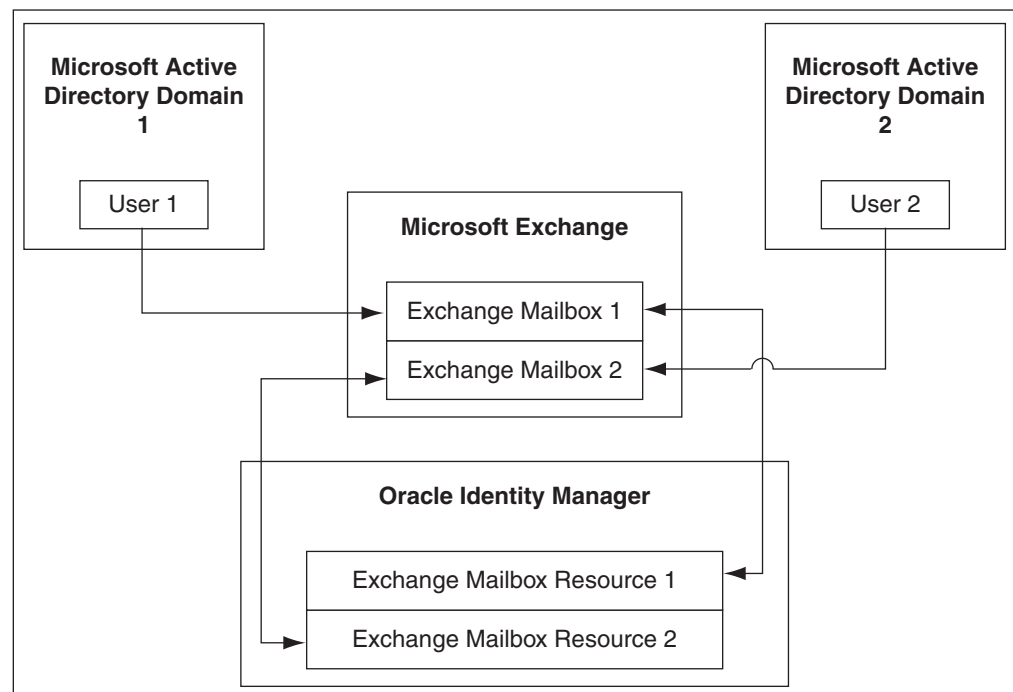 Microsoft Active
Directory Domain
1
User 1
Microsoft Active
Directory Domain
2
User 2
Microsoft Exchange
Exchange Mailbox 1
Exchange Mailbox 2
Oracle Identity Manager
Exchange Mailbox Resource 1
Exchange Mailbox Resource 2